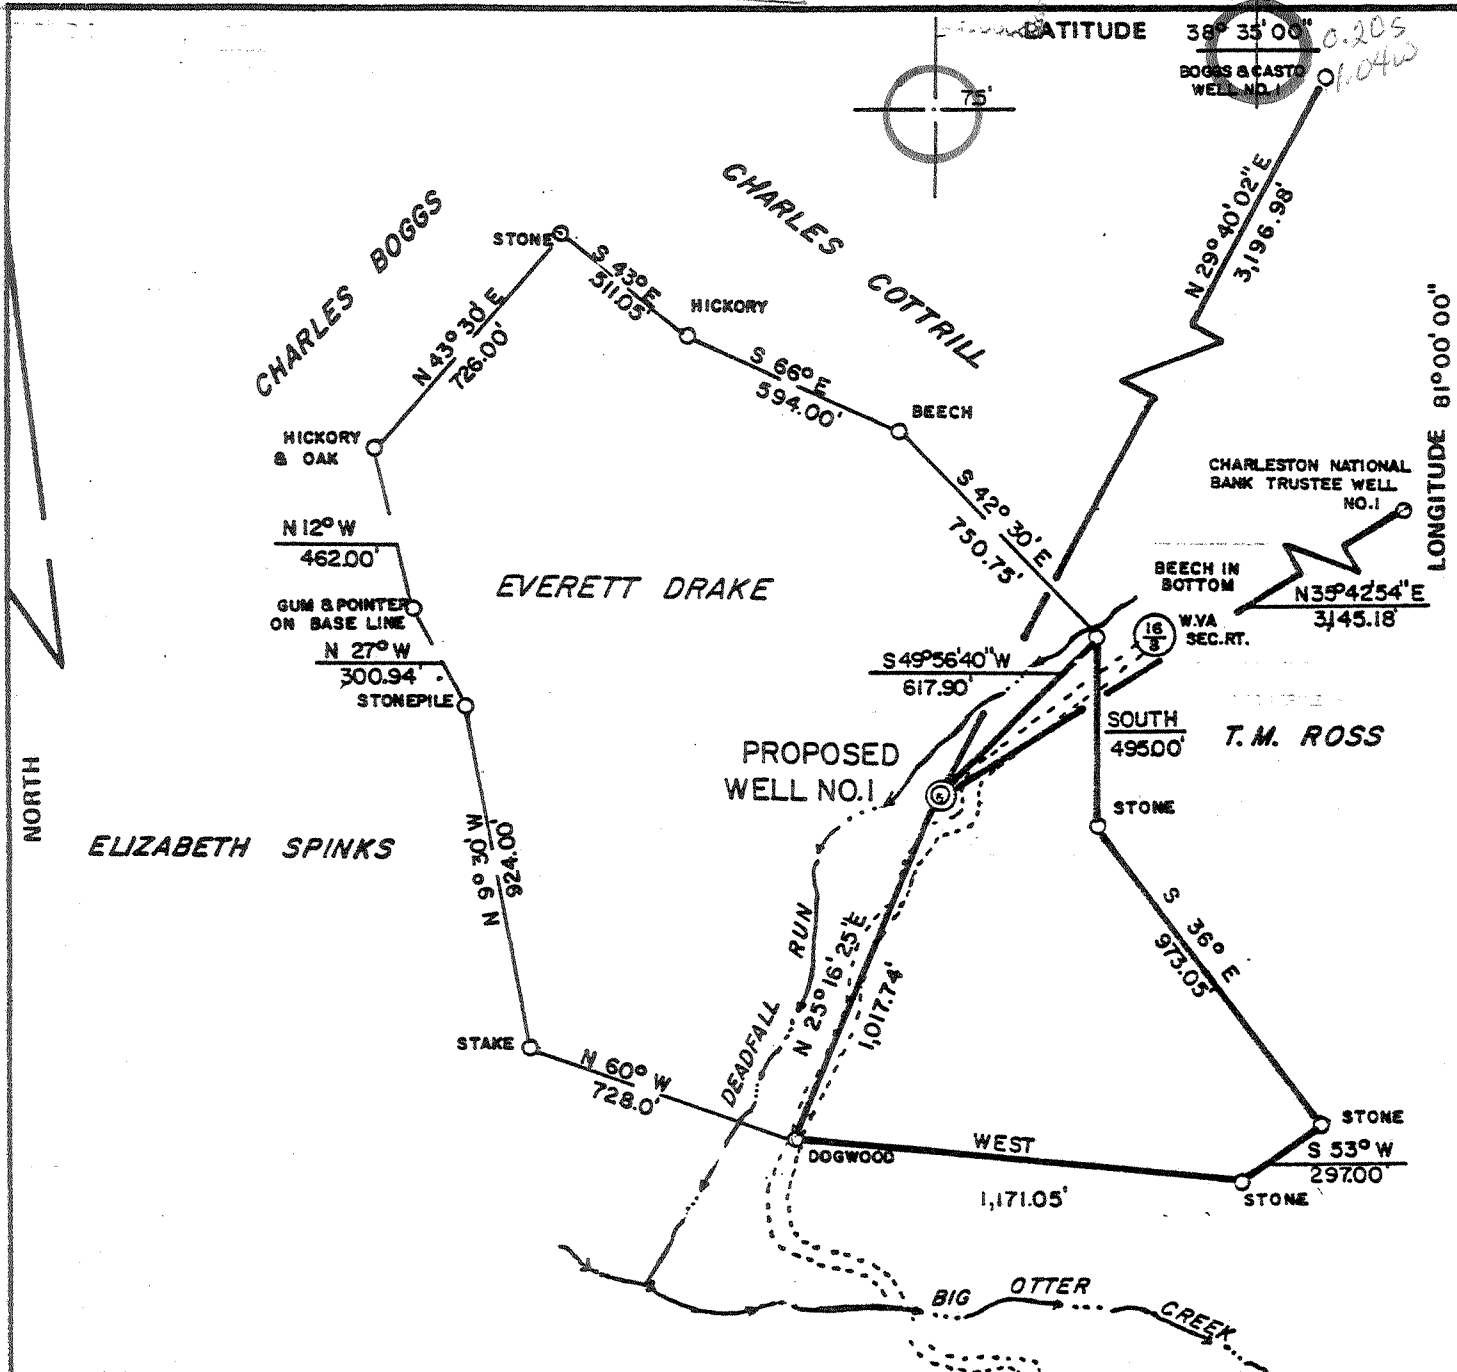 LATITUDE 38° 35' 00"
0.20S
1.04W
BOGGS & CASTO
WELL NO. 1
75'
N 29° 40' 02" E
3,196.98'
CHARLES BOGGS
CHARLES COTTRILL
STONE
S 43° E
511.05'
HICKORY
N 43° 30' E
726.00'
S 66° E
594.00'
BEECH
HICKORY
& OAK
LONGITUDE 81° 00' 00"
CHARLESTON NATIONAL
BANK TRUSTEE WELL
NO. 1
S 42° 30' E
750.75'
N 12° W
462.00'
EVERETT DRAKE
BEECH IN
BOTTOM
N 35° 42' 54" E
3,145.18'
GUM & POINTER
ON BASE LINE
16
8
W.VA
SEC. RT.
N 27° W
300.94'
S 49° 56' 40" W
617.90'
STONEPILE
SOUTH
495.00'
T. M. ROSS
PROPOSED
WELL NO. 1
STONE
NORTH
ELIZABETH SPINKS
N 9° 30' W
924.00'
DEADFALL RUN
N 25° 16' 25" E
1,017.74'
S 36° E
973.05'
STAKE
N 60° W
728.0'
STONE
DOGWOOD
WEST
1,171.05'
S 53° W
297.00'
STONE
BIG OTTER CREEK